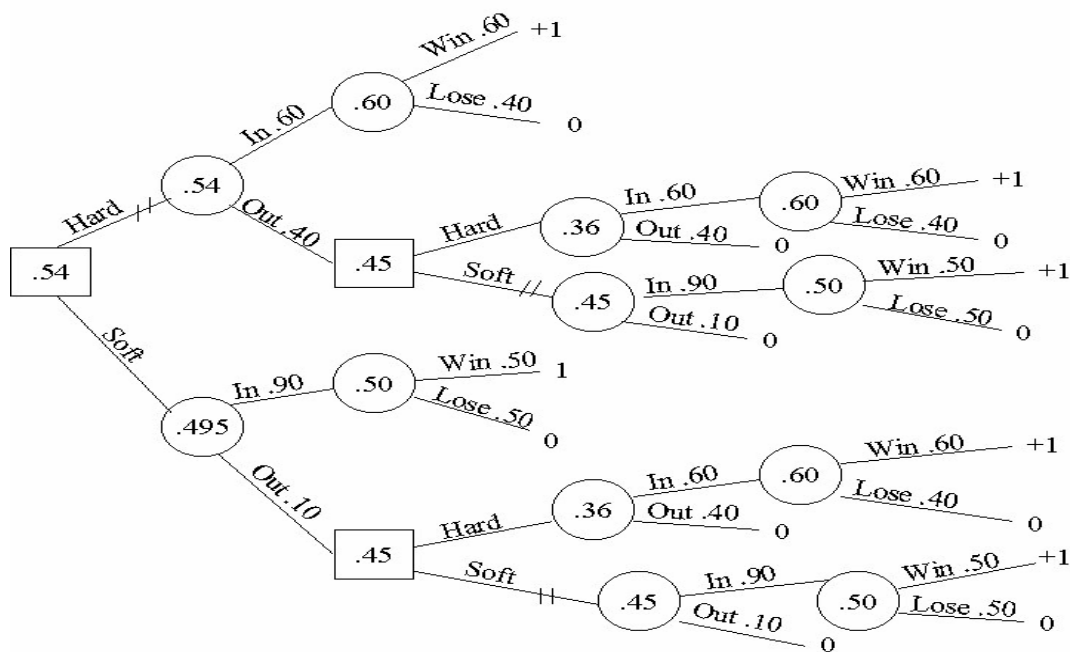 Win .60 +1
.60
Lose .40 0
In .60
.54
Hard
Out .40
.54
.45
Hard
.36
In .60
.60
Win .60 +1
Lose .40 0
Out .40 0
Soft
.45
In .90
.50
Win .50 +1
Lose .50 0
Out .10 0
Soft
.495
In .90
.50
Win .50 1
Lose .50 0
Out .10
.45
Hard
.36
In .60
.60
Win .60 +1
Lose .40 0
Out .40 0
Soft
.45
In .90
.50
Win .50 +1
Lose .50 0
Out .10 0